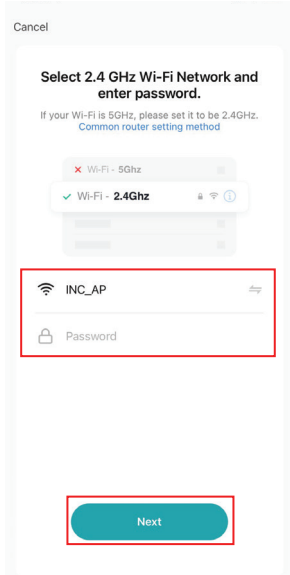 Cancel
Select 2.4 GHz Wi-Fi Network and
enter password.
If your Wi-Fi is 5GHz, please set it to be 2.4GHz.
Common router setting method
Wi-Fi - 5Ghz
Wi-Fi - 2.4Ghz
INC_AP
Password
Next